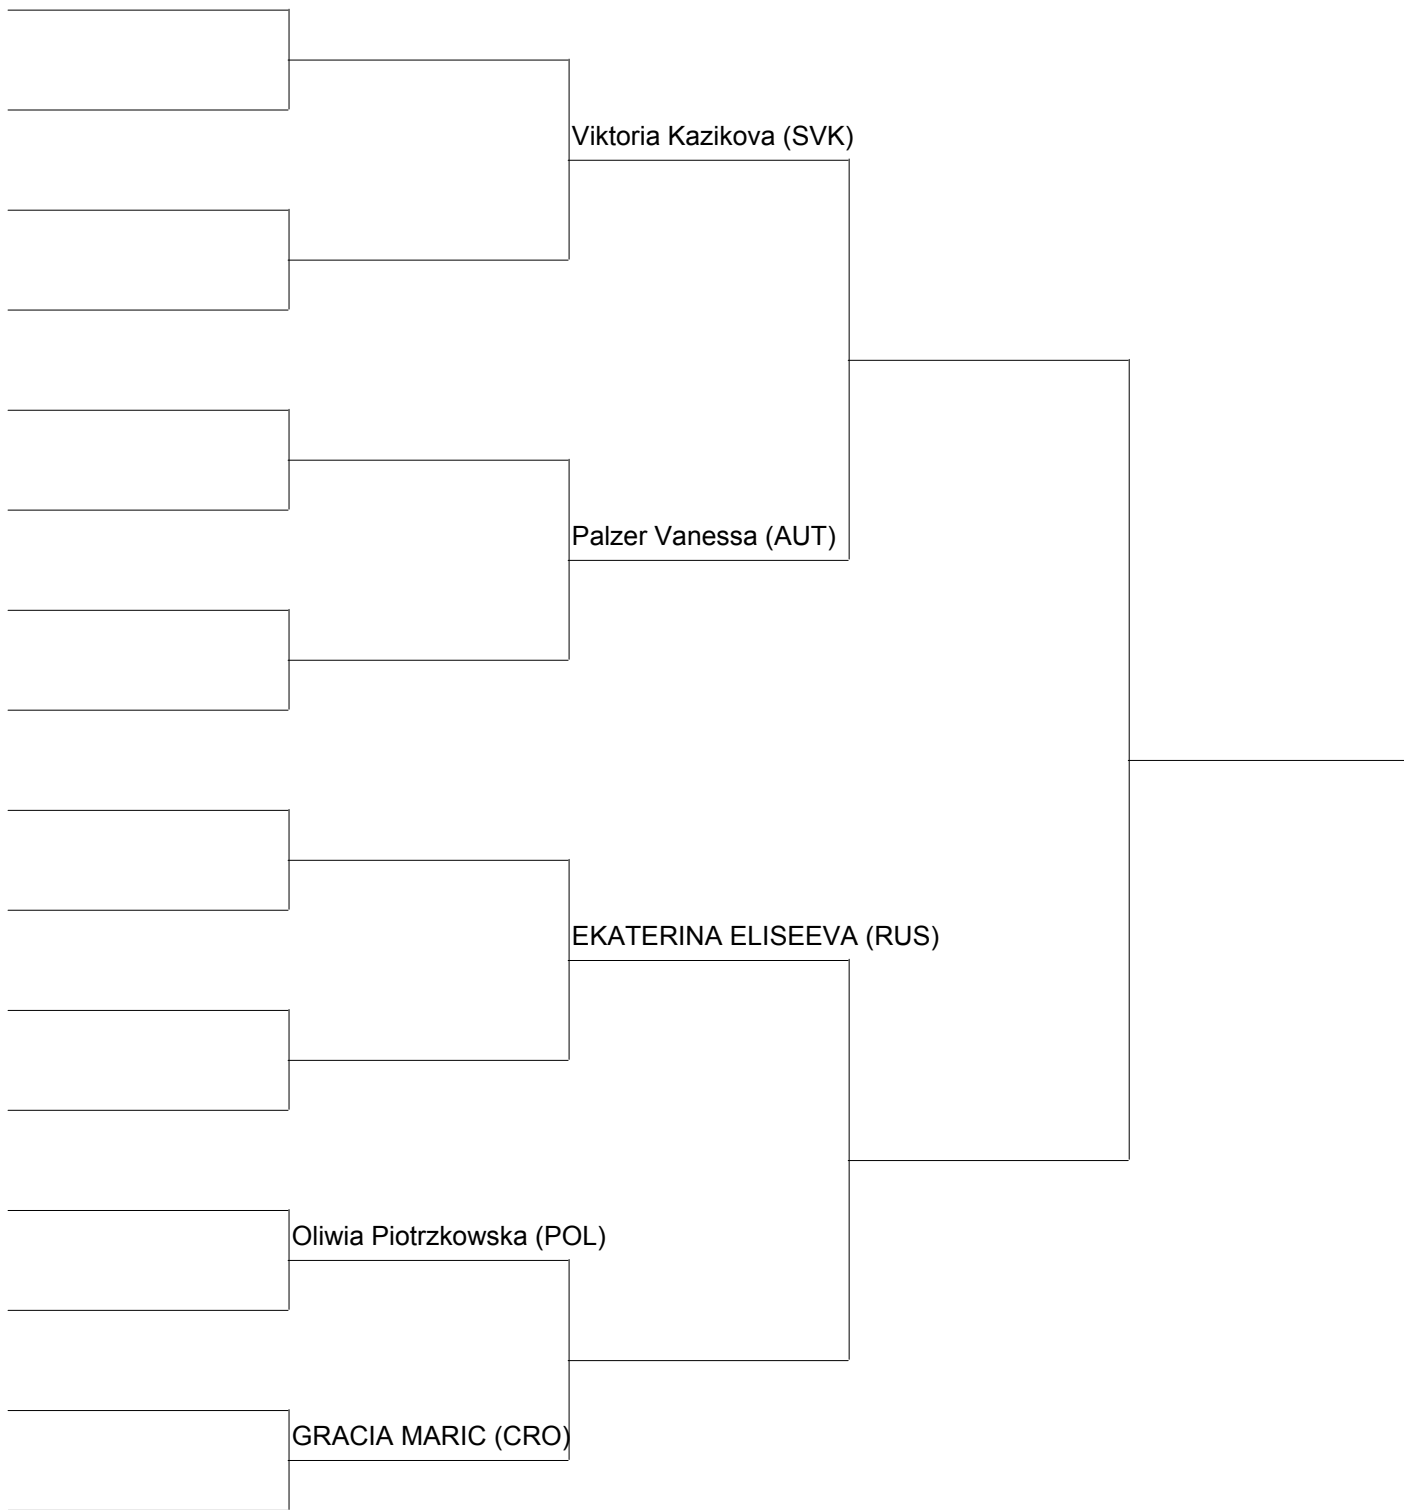 Viktoria Kazikova (SVK)
Palzer Vanessa (AUT)
EKATERINA ELISEEVA (RUS)
Oliwia Piotrzkowska (POL)
GRACIA MARIC (CRO)